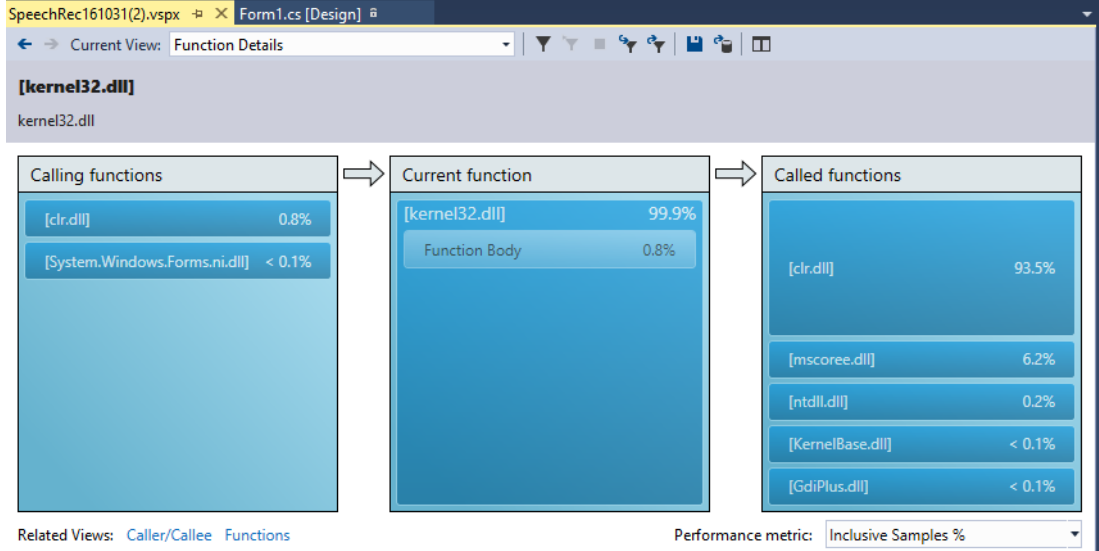 SpeechRec161031(2).vspx Form1.cs [Design]
Current View: Function Details
[kernel32.dll]
kernel32.dll
Calling functions
[clr.dll] 0.8%
[System.Windows.Forms.ni.dll] < 0.1%
Current function
[kernel32.dll] 99.9%
Function Body 0.8%
Called functions
[clr.dll] 93.5%
[mscoree.dll] 6.2%
[ntdll.dll] 0.2%
[KernelBase.dll] < 0.1%
[GdiPlus.dll] < 0.1%
Related Views: Caller/Callee Functions
Performance metric: Inclusive Samples %